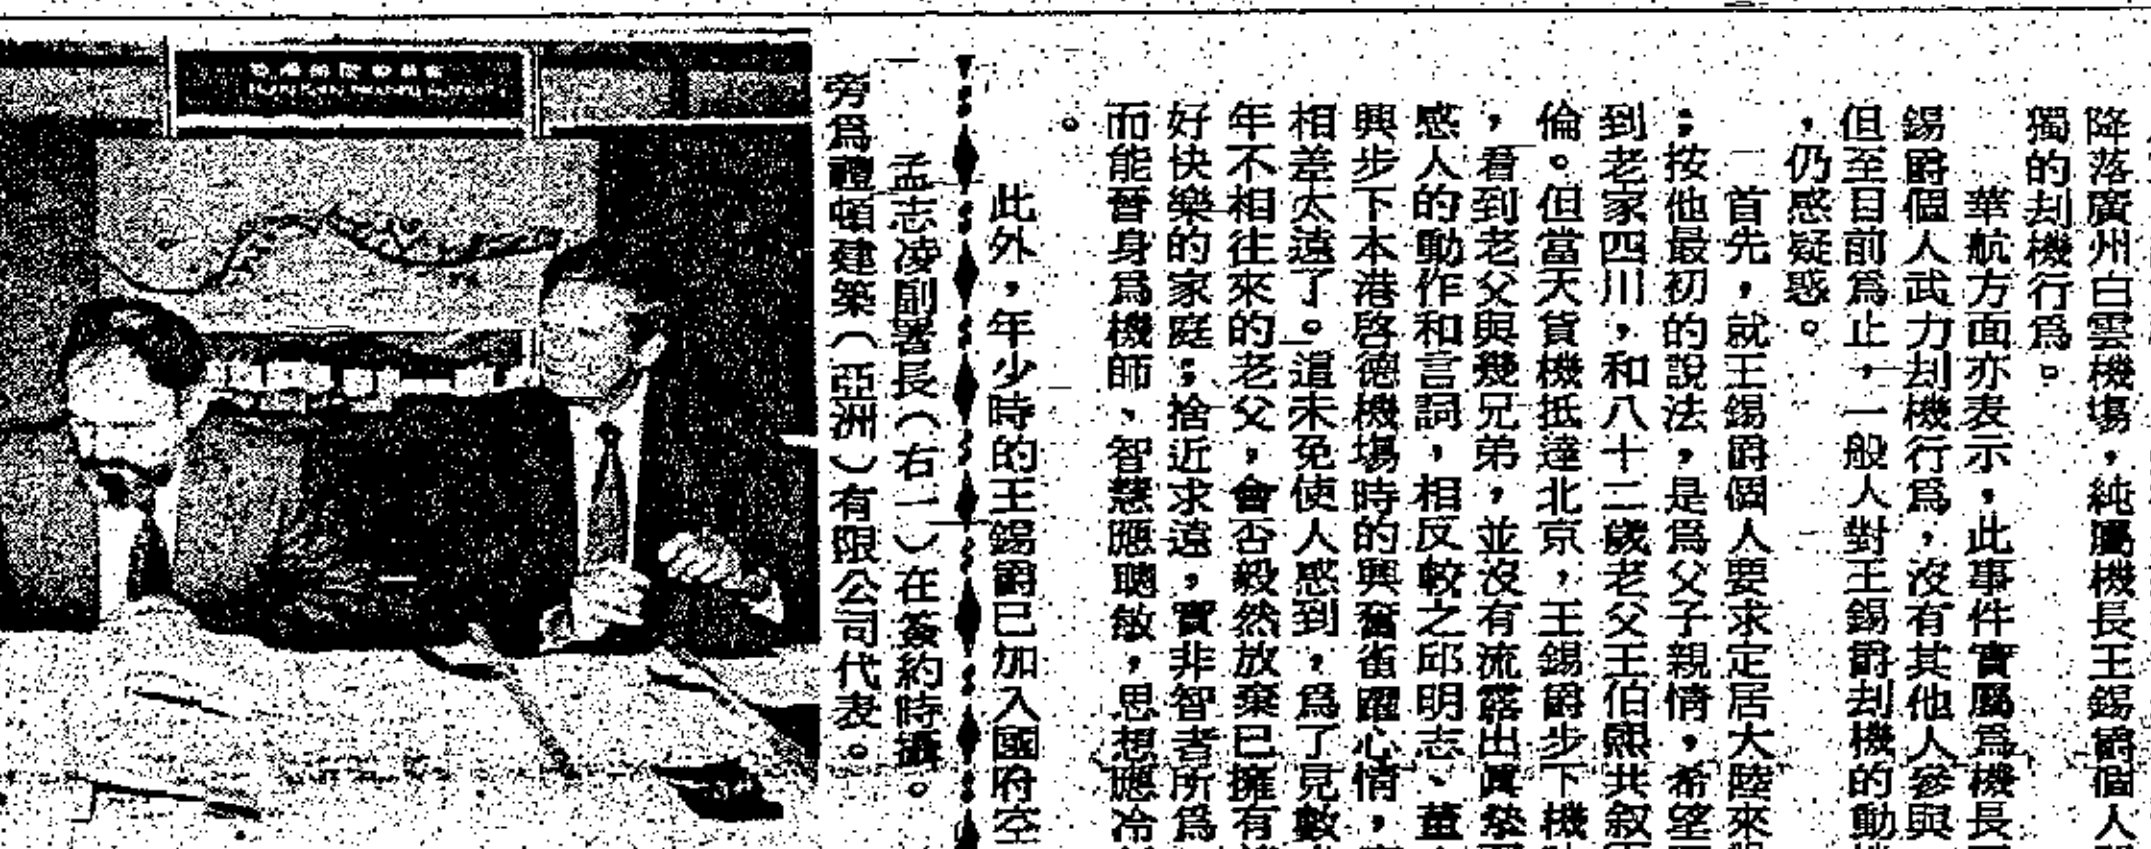 降落廣州白雲機場，純屬機長王錫爵個人
獨的刦機行爲。
華航方面亦表示，此事件實屬爲機長
錫爵個人武力刦機行爲，沒有其他人參與
但至目前爲止，一般人對王錫爵刦機的動
，仍感疑惑。
首先，就王錫爵個人要求定居大陸來
；按他最初的說法，是爲父子親情，希望
到老家四川，和八十二歲老父王伯熙共敘
倫。但當天貨機抵達北京，王錫爵步下機
，看到老父與幾兄弟，並沒有流露出眞摯
感人的動作和言詞，相反較之邱明志、董
興步下本港啓德機場時的興奮雀躍心情，
相差太遠了。這未免使人感到，爲了見數
年不相往來的老父，會否毅然放棄已擁有
好快樂的家庭；捨近求遠，實非智者所爲
而能晉身爲機師、智慧應聰敏，思想應冷
。
此外，年少時的王錫爵已加入國府空
孟志凌副署長（右一）在簽約時攝。
旁爲禮頓建築（亞洲）有限公司代表。